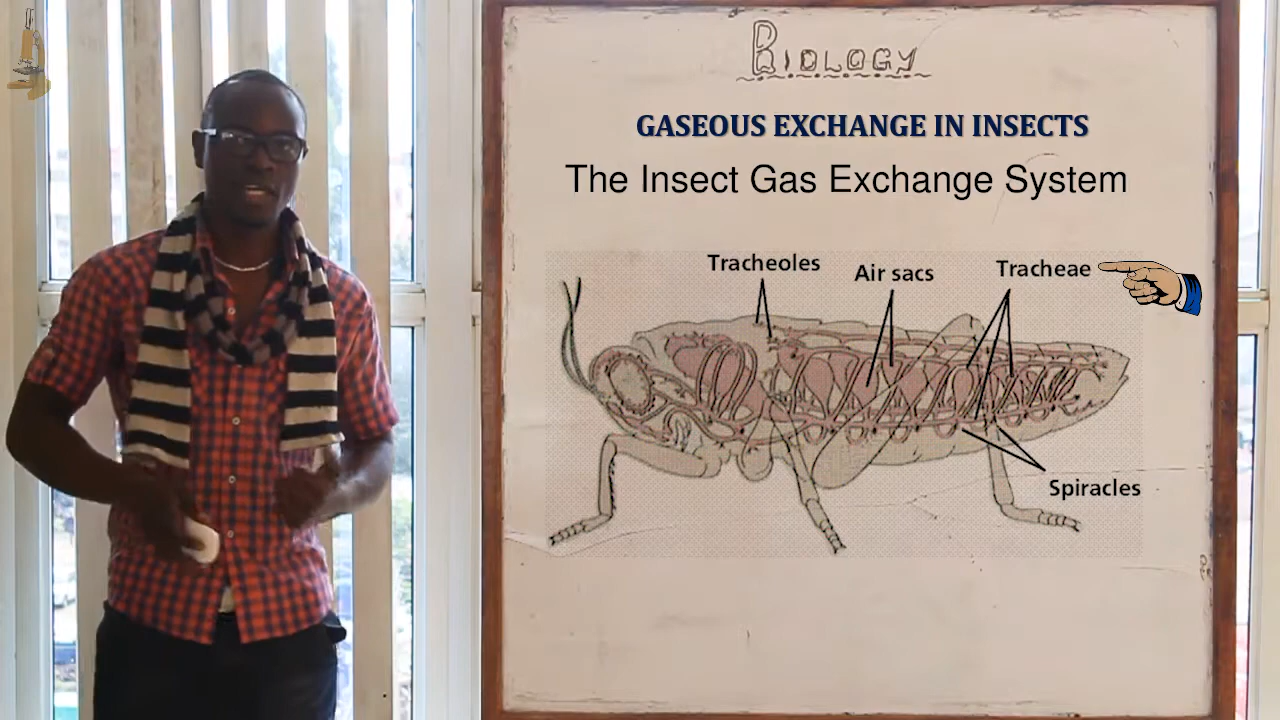 BIOLOGY
GASEOUS EXCHANGE IN INSECTS
The Insect Gas Exchange System
Tracheoles
Air sacs
Tracheae
Spiracles